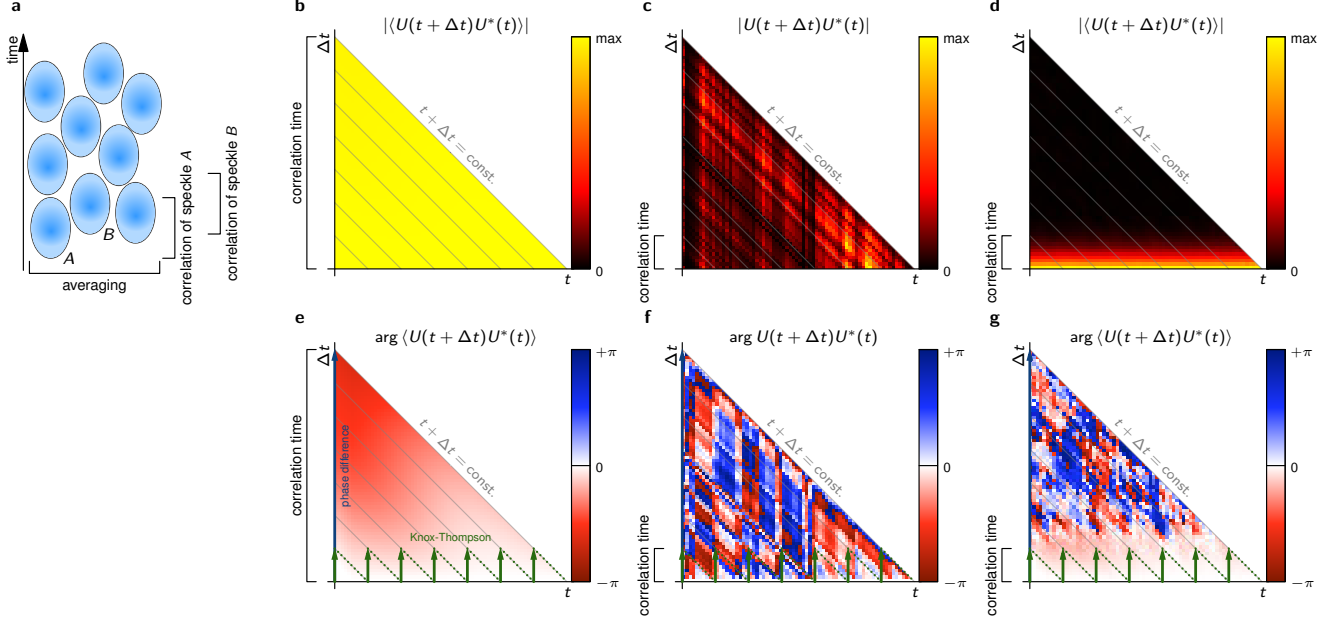 a
time
A
B
averaging
correlation of speckle A
correlation of speckle B
b
|⟨U(t + Δt)U*(t)⟩|
Δt
correlation time
t + Δt = const.
t
max
0
c
|U(t + Δt)U*(t)|
Δt
correlation time
t + Δt = const.
t
max
0
d
|⟨U(t + Δt)U*(t)⟩|
Δt
correlation time
t + Δt = const.
t
max
0
e
arg ⟨U(t + Δt)U*(t)⟩
Δt
correlation time
phase difference
t + Δt = const.
Knox-Thompson
t
+π
0
−π
f
arg U(t + Δt)U*(t)
Δt
correlation time
t + Δt = const.
t
+π
0
−π
g
arg ⟨U(t + Δt)U*(t)⟩
Δt
correlation time
t + Δt = const.
t
+π
0
−π